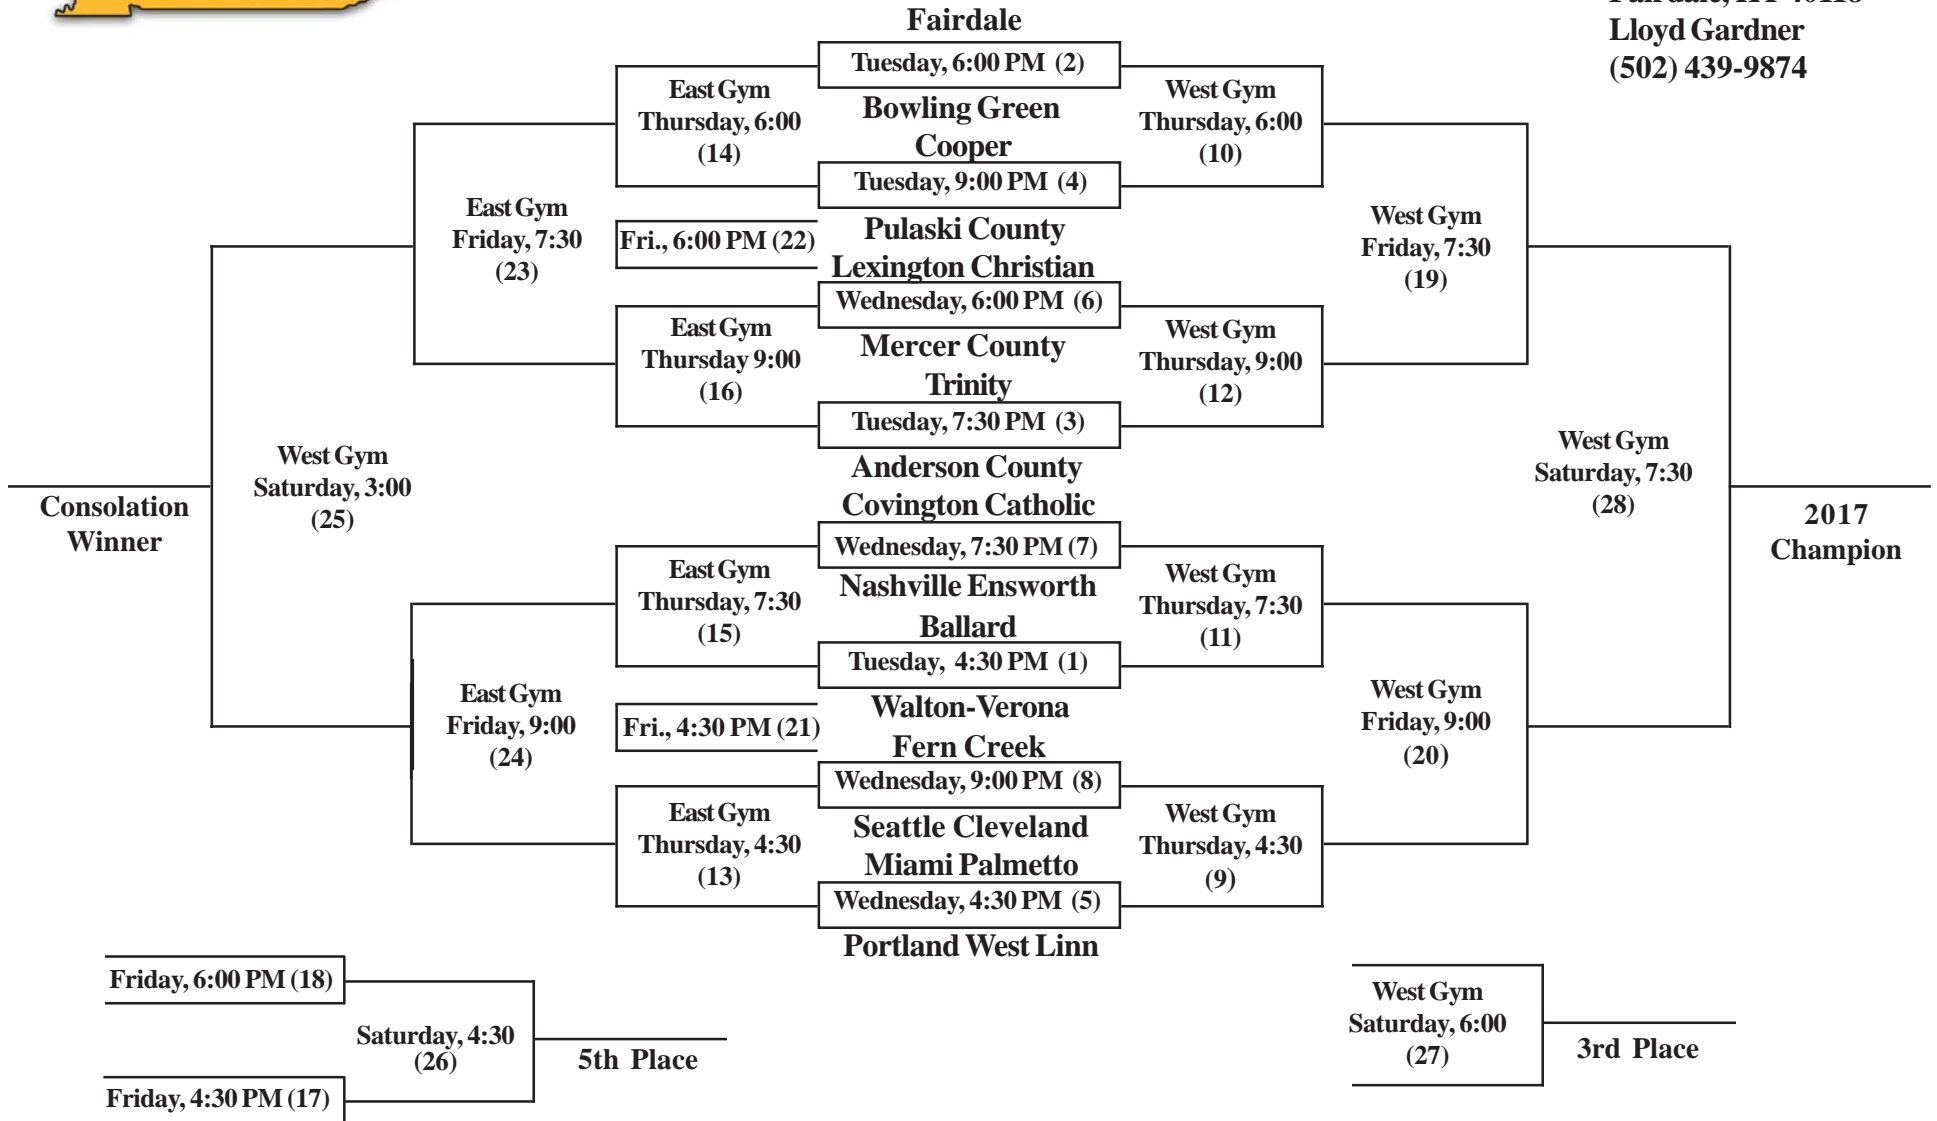 Lloyd Gardner
(502) 439-9874
Fairdale
Tuesday, 6:00 PM (2)
Bowling Green
Cooper
Tuesday, 9:00 PM (4)
Pulaski County
Lexington Christian
Wednesday, 6:00 PM (6)
Mercer County
Trinity
Tuesday, 7:30 PM (3)
Anderson County
Covington Catholic
Wednesday, 7:30 PM (7)
Nashville Ensworth
Ballard
Tuesday, 4:30 PM (1)
Walton-Verona
Fern Creek
Wednesday, 9:00 PM (8)
Seattle Cleveland
Miami Palmetto
Wednesday, 4:30 PM (5)
Portland West Linn
East Gym
Thursday, 6:00
(14)
Fri., 6:00 PM (22)
East Gym
Thursday 9:00
(16)
East Gym
Thursday, 7:30
(15)
Fri., 4:30 PM (21)
East Gym
Thursday, 4:30
(13)
East Gym
Friday, 7:30
(23)
East Gym
Friday, 9:00
(24)
West Gym
Saturday, 3:00
(25)
Consolation
Winner
West Gym
Thursday, 6:00
(10)
West Gym
Thursday, 9:00
(12)
West Gym
Thursday, 7:30
(11)
West Gym
Thursday, 4:30
(9)
West Gym
Friday, 7:30
(19)
West Gym
Friday, 9:00
(20)
West Gym
Saturday, 7:30
(28)
2017
Champion
Friday, 6:00 PM (18)
Saturday, 4:30
(26)
5th Place
Friday, 4:30 PM (17)
West Gym
Saturday, 6:00
(27)
3rd Place